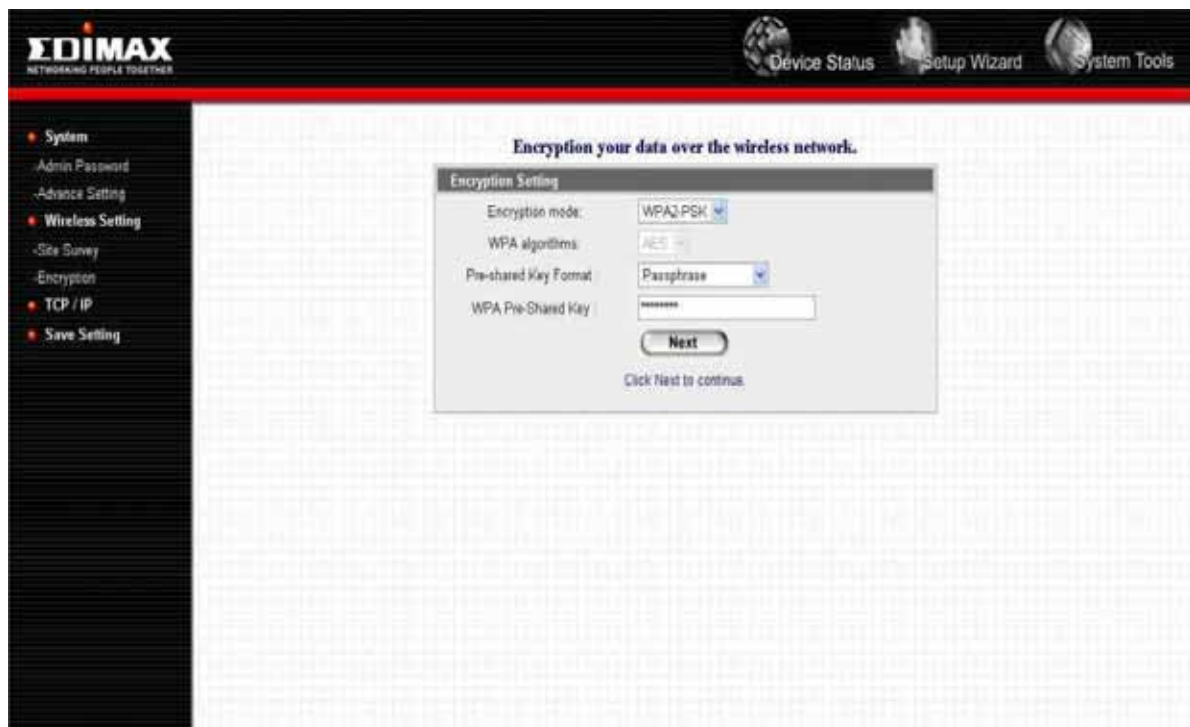 EDIMAX
NETWORKING PEOPLE TOGETHER
Device Status
Setup Wizard
System Tools
System
-Admin Password
-Advance Setting
Wireless Setting
-Site Survey
-Encryption
TCP / IP
Save Setting
Encryption your data over the wireless network.
Encryption Setting
Encryption mode: WPA2-PSK
WPA algorithms: AES
Pre-shared Key Format : Passphrase
WPA Pre-Shared Key : ********
Next
Click Next to continue.